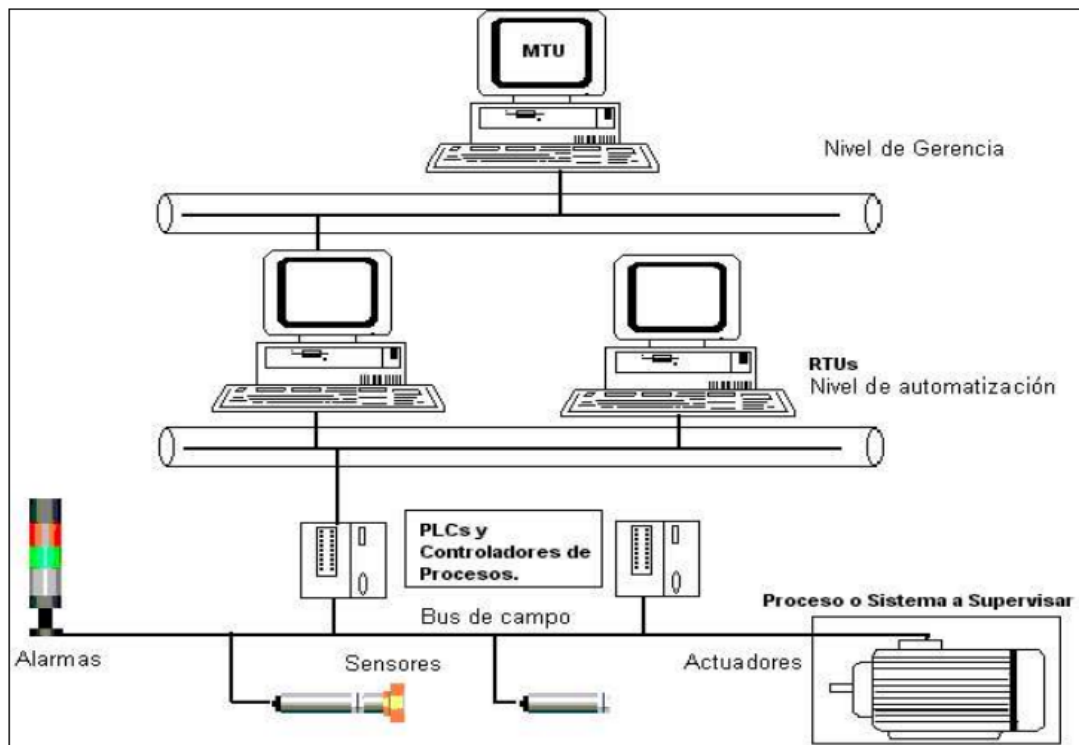 MTU
Nivel de Gerencia
RTUs
Nivel de automatización
PLCs y
Controladores de
Procesos.
Proceso o Sistema a Supervisar
Bus de campo
Alarmas
Sensores
Actuadores